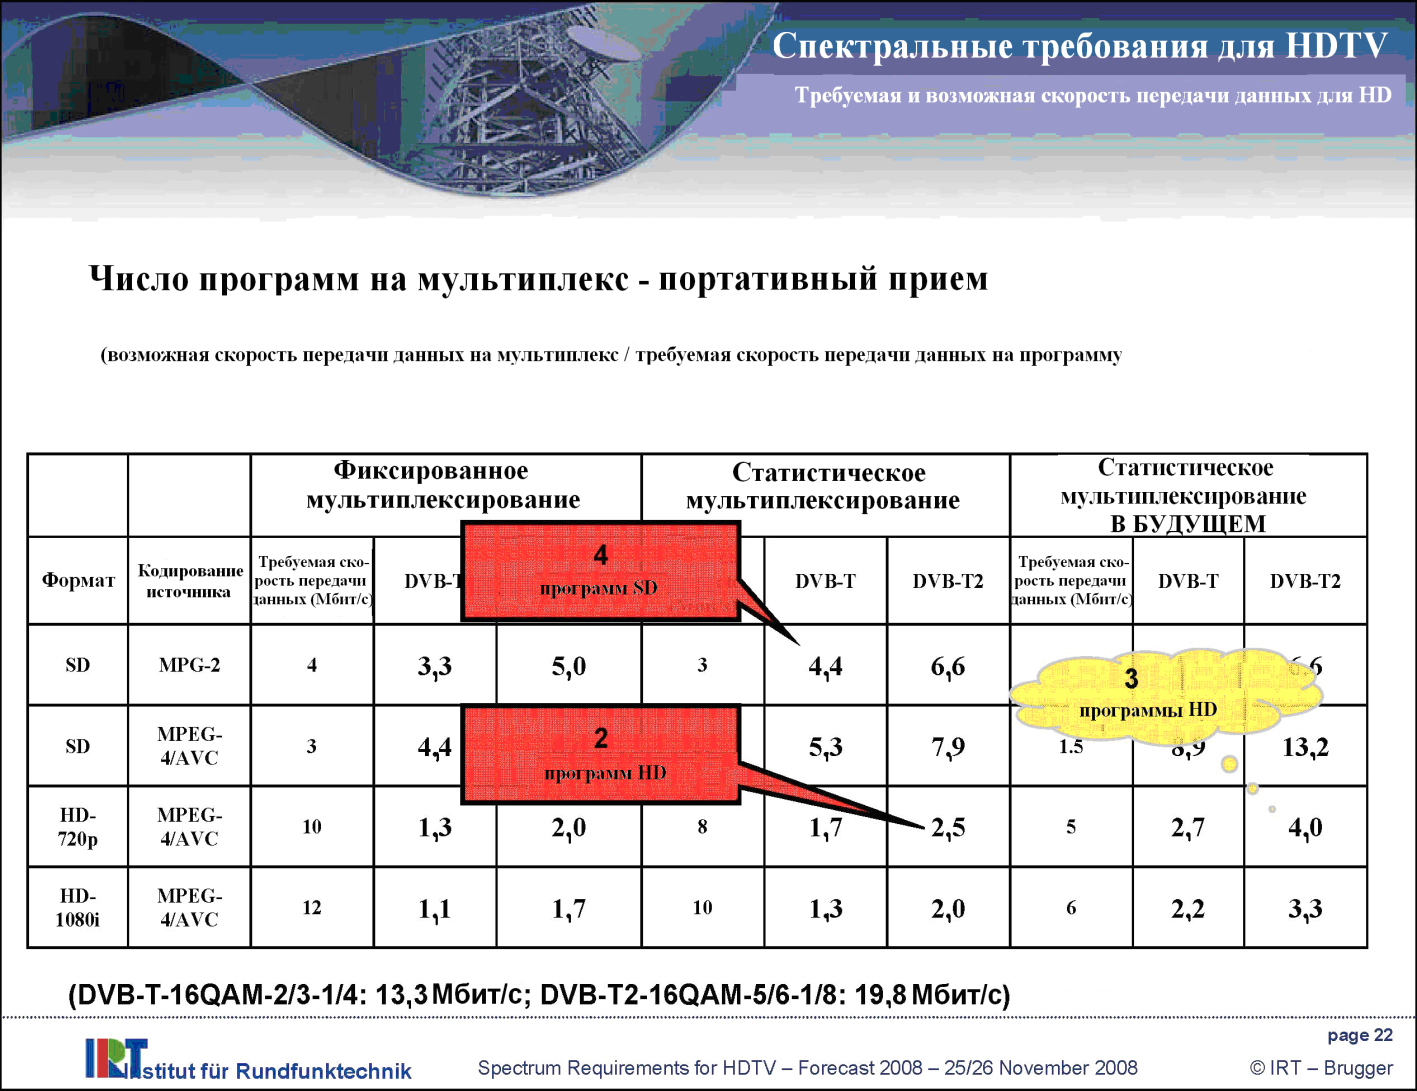 Спектральные требования для HDTV
Требуемая и возможная скорость передачи данных для HD
Число программ на мультиплекс - портативный прием
(возможная скорость передачи данных на мультиплекс / требуемая скорость передачи данных на программу
Фиксированное
мультиплексирование
Статистическое
мультиплексирование
Статистическое
мультиплексирование
В БУДУЩЕМ
Формат
Кодирование
источника
Требуемая ско-
рость передачи
данных (Мбит/с)
DVB-T
4
программ SD
DVB-T
DVB-T2
Требуемая ско-
рость передачи
данных (Мбит/с)
DVB-T
DVB-T2
SD
MPG-2
4
3,3
5,0
3
4,4
6,6
6,6
3
программы HD
SD
MPEG-
4/AVC
3
4,4
2
программ HD
5,3
7,9
1.5
8,9
13,2
HD-
720p
MPEG-
4/AVC
10
1,3
2,0
8
1,7
2,5
5
2,7
4,0
HD-
1080i
MPEG-
4/AVC
12
1,1
1,7
10
1,3
2,0
6
2,2
3,3
(DVB-T-16QAM-2/3-1/4: 13,3 Мбит/с; DVB-T2-16QAM-5/6-1/8: 19,8 Мбит/с)
page 22
IRT
Institut für Rundfunktechnik
Spectrum Requirements for HDTV – Forecast 2008 – 25/26 November 2008
© IRT – Brugger